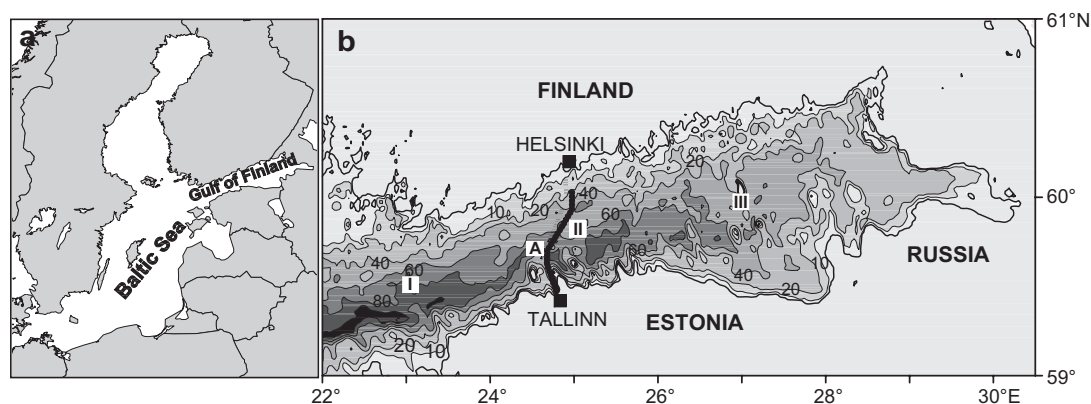 a
Gulf of Finland
Baltic Sea
b
61°N
FINLAND
HELSINKI
20
40
III
60°
10
20
60
II
A
60
40
60
I
80
10
RUSSIA
40
20
TALLINN
ESTONIA
20
10
59°
22°
24°
26°
28°
30°E